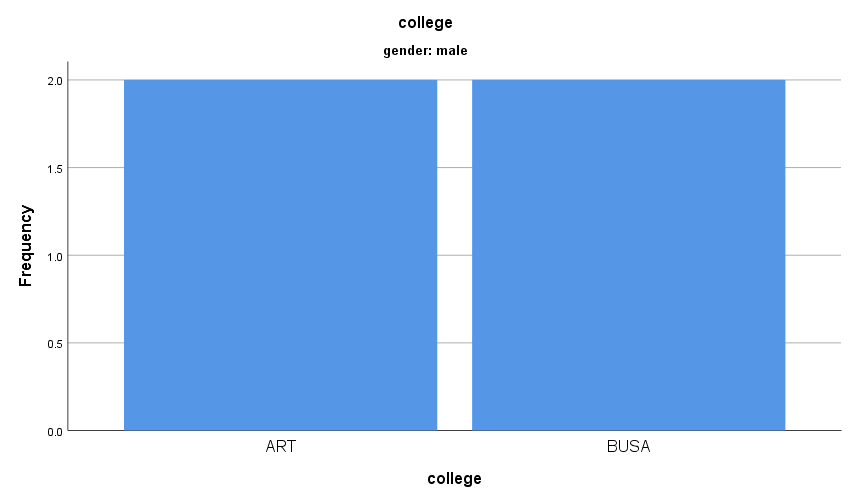 college
gender: male
Frequency
2.0
1.5
1.0
0.5
0.0
ART BUSA
college